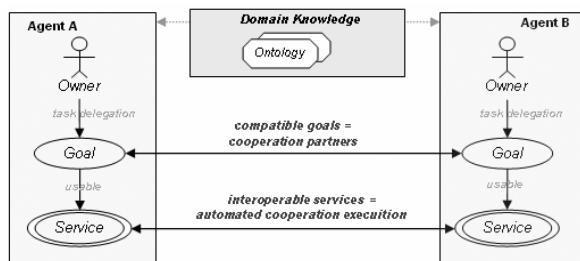 Agent A
Domain Knowledge
Agent B
Ontology
Owner
Owner
task delegation
task delegation
compatible goals =
cooperation partners
Goal
Goal
usable
usable
interoperable services =
automated cooperation execuition
Service
Service